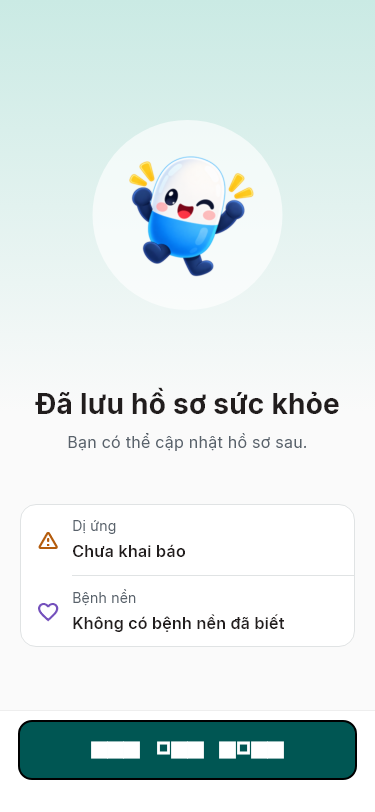 Đã lưu hồ sơ sức khỏe
Bạn có thể cập nhật hồ sơ sau.
Dị ứng
Chưa khai báo
Bệnh nền
Không có bệnh nền đã biết